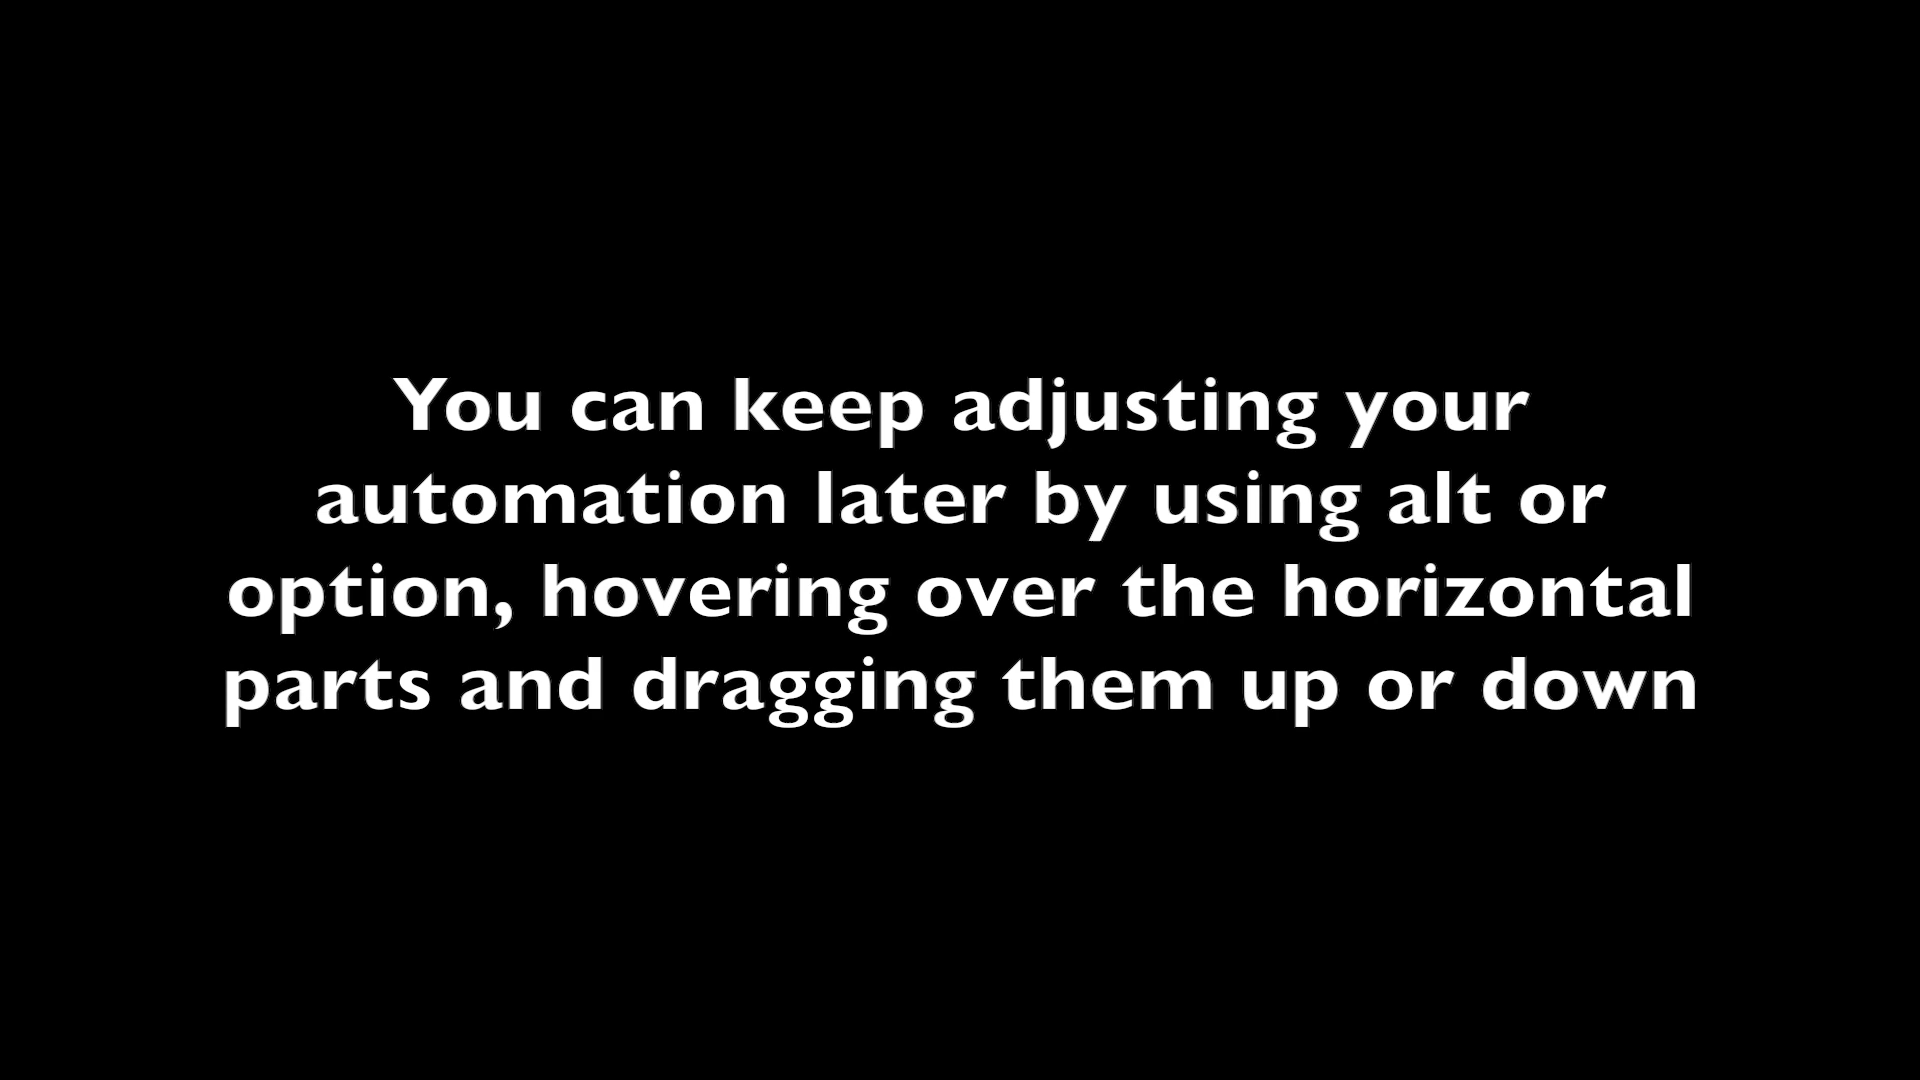 You can keep adjusting your
automation later by using alt or
option, hovering over the horizontal
parts and dragging them up or down